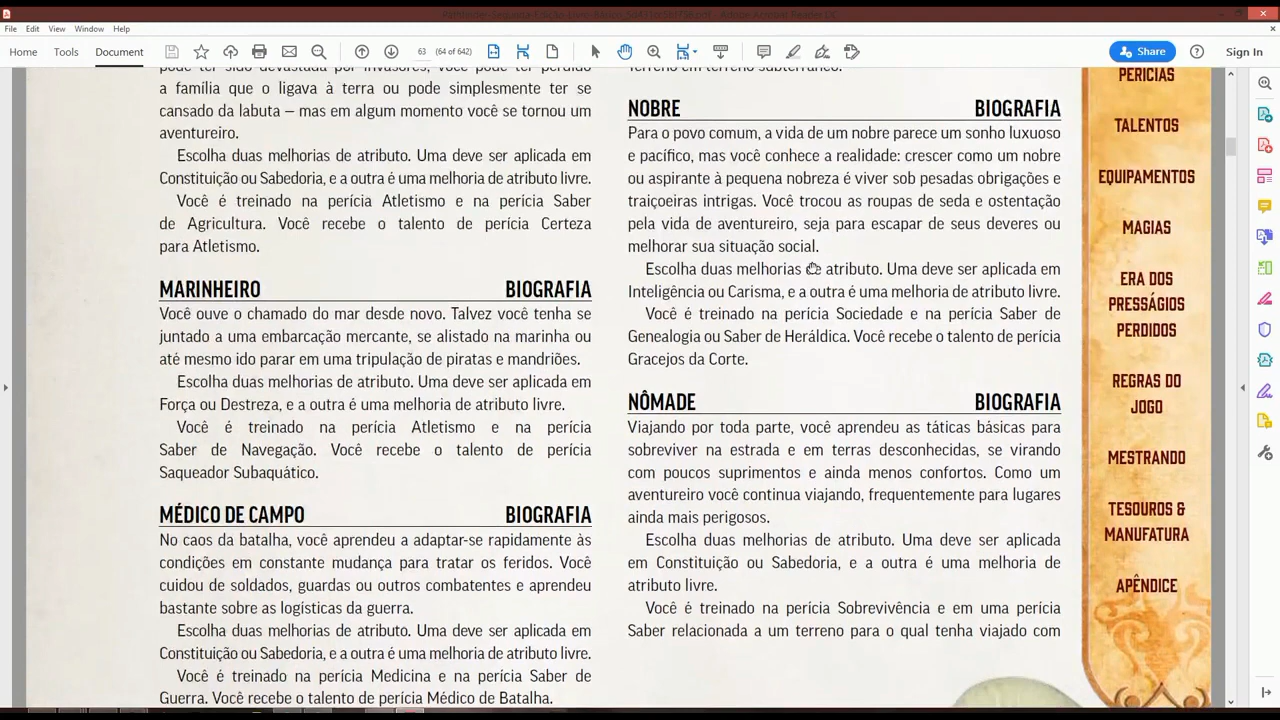 File Edit View Window Help
Home Tools Document
63 (64 of 642)
Share
Sign In
a família que o ligava à terra ou pode simplesmente ter se
cansado da labuta – mas em algum momento você se tornou um
aventureiro.
Escolha duas melhorias de atributo. Uma deve ser aplicada em
Constituição ou Sabedoria, e a outra é uma melhoria de atributo livre.
Você é treinado na perícia Atletismo e na perícia Saber
de Agricultura. Você recebe o talento de perícia Certeza
para Atletismo.
MARINHEIRO BIOGRAFIA
Você ouve o chamado do mar desde novo. Talvez você tenha se
juntado a uma embarcação mercante, se alistado na marinha ou
até mesmo ido parar em uma tripulação de piratas e mandriões.
Escolha duas melhorias de atributo. Uma deve ser aplicada em
Força ou Destreza, e a outra é uma melhoria de atributo livre.
Você é treinado na perícia Atletismo e na perícia
Saber de Navegação. Você recebe o talento de perícia
Saqueador Subaquático.
MÉDICO DE CAMPO BIOGRAFIA
No caos da batalha, você aprendeu a adaptar-se rapidamente às
condições em constante mudança para tratar os feridos. Você
cuidou de soldados, guardas ou outros combatentes e aprendeu
bastante sobre as logísticas da guerra.
Escolha duas melhorias de atributo. Uma deve ser aplicada em
Constituição ou Sabedoria, e a outra é uma melhoria de atributo livre.
Você é treinado na perícia Medicina e na perícia Saber de
Guerra. Você recebe o talento de perícia Médico de Batalha.
Terreno em terreno subterrâneo.
NOBRE BIOGRAFIA
Para o povo comum, a vida de um nobre parece um sonho luxuoso
e pacífico, mas você conhece a realidade: crescer como um nobre
ou aspirante à pequena nobreza é viver sob pesadas obrigações e
traiçoeiras intrigas. Você trocou as roupas de seda e ostentação
pela vida de aventureiro, seja para escapar de seus deveres ou
melhorar sua situação social.
Escolha duas melhorias de atributo. Uma deve ser aplicada em
Inteligência ou Carisma, e a outra é uma melhoria de atributo livre.
Você é treinado na perícia Sociedade e na perícia Saber de
Genealogia ou Saber de Heráldica. Você recebe o talento de perícia
Gracejos da Corte.
NÔMADE BIOGRAFIA
Viajando por toda parte, você aprendeu as táticas básicas para
sobreviver na estrada e em terras desconhecidas, se virando
com poucos suprimentos e ainda menos confortos. Como um
aventureiro você continua viajando, frequentemente para lugares
ainda mais perigosos.
Escolha duas melhorias de atributo. Uma deve ser aplicada
em Constituição ou Sabedoria, e a outra é uma melhoria de
atributo livre.
Você é treinado na perícia Sobrevivência e em uma perícia
Saber relacionada a um terreno para o qual tenha viajado com
PERÍCIAS
TALENTOS
EQUIPAMENTOS
MAGIAS
ERA DOS
PRESSÁGIOS
PERDIDOS
REGRAS DO
JOGO
MESTRANDO
TESOUROS &
MANUFATURA
APÊNDICE